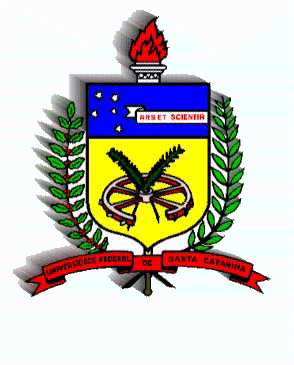 ARS ET SCIENTIA
UNIVERSIDADE FEDERAL DE SANTA CATARINA